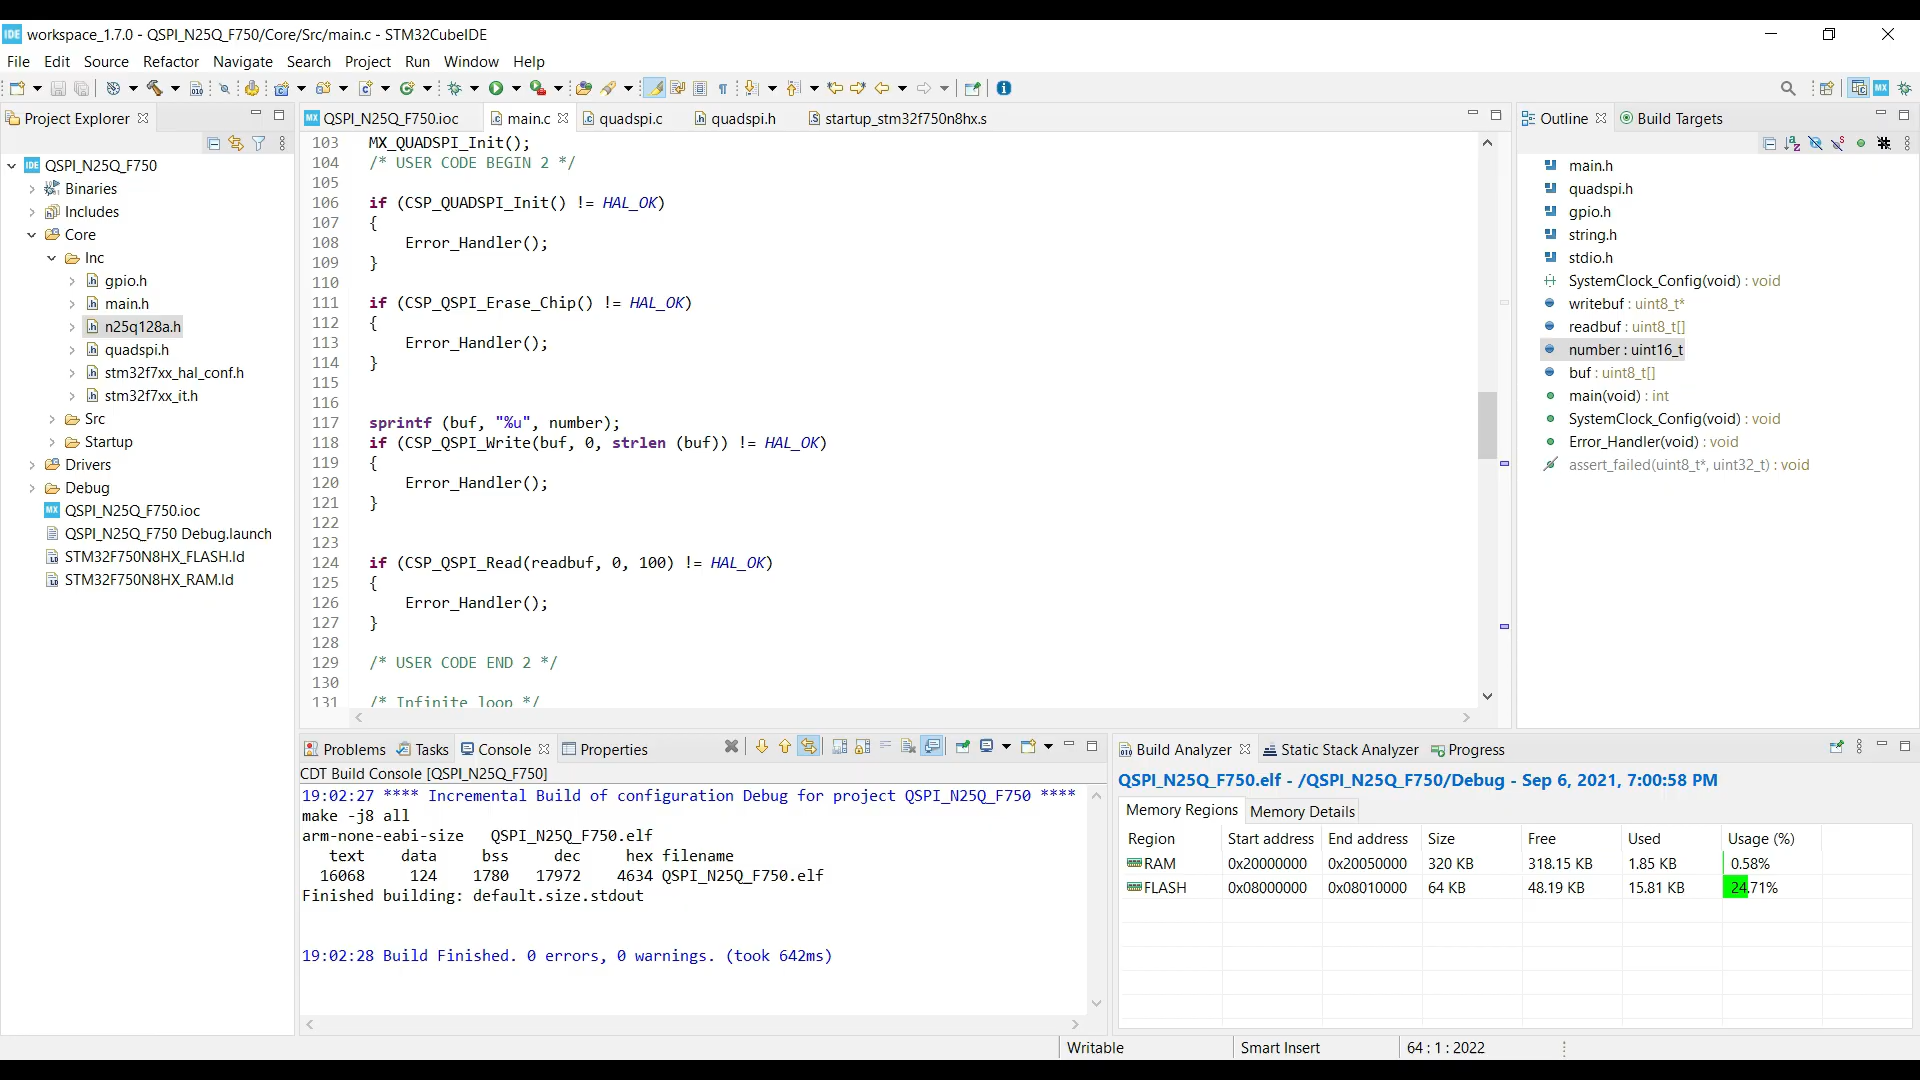 workspace_1.7.0 - QSPI_N25Q_F750/Core/Src/main.c - STM32CubeIDE
File Edit Source Refactor Navigate Search Project Run Window Help
Project Explorer
QSPI_N25Q_F750
Binaries
Includes
Core
Inc
gpio.h
main.h
n25q128a.h
quadspi.h
stm32f7xx_hal_conf.h
stm32f7xx_it.h
Src
Startup
Drivers
Debug
QSPI_N25Q_F750.ioc
QSPI_N25Q_F750 Debug.launch
STM32F750N8HX_FLASH.ld
STM32F750N8HX_RAM.ld
QSPI_N25Q_F750.ioc main.c quadspi.c quadspi.h startup_stm32f750n8hx.s
103 MX_QUADSPI_Init();
104 /* USER CODE BEGIN 2 */
105
106 if (CSP_QUADSPI_Init() != HAL_OK)
107 {
108 Error_Handler();
109 }
110
111 if (CSP_QSPI_Erase_Chip() != HAL_OK)
112 {
113 Error_Handler();
114 }
115
116
117 sprintf (buf, "%u", number);
118 if (CSP_QSPI_Write(buf, 0, strlen (buf)) != HAL_OK)
119 {
120 Error_Handler();
121 }
122
123
124 if (CSP_QSPI_Read(readbuf, 0, 100) != HAL_OK)
125 {
126 Error_Handler();
127 }
128
129 /* USER CODE END 2 */
130
131 /* Infinite loop */
Outline Build Targets
main.h
quadspi.h
gpio.h
string.h
stdio.h
SystemClock_Config(void) : void
writebuf : uint8_t*
readbuf : uint8_t[]
number : uint16_t
buf : uint8_t[]
main(void) : int
SystemClock_Config(void) : void
Error_Handler(void) : void
assert_failed(uint8_t*, uint32_t) : void
Problems Tasks Console Properties
CDT Build Console [QSPI_N25Q_F750]
19:02:27 **** Incremental Build of configuration Debug for project QSPI_N25Q_F750 ****
make -j8 all
arm-none-eabi-size QSPI_N25Q_F750.elf
text data bss dec hex filename
16068 124 1780 17972 4634 QSPI_N25Q_F750.elf
Finished building: default.size.stdout
19:02:28 Build Finished. 0 errors, 0 warnings. (took 642ms)
Build Analyzer Static Stack Analyzer Progress
QSPI_N25Q_F750.elf - /QSPI_N25Q_F750/Debug - Sep 6, 2021, 7:00:58 PM
Memory Regions Memory Details
Region Start address End address Size Free Used Usage (%)
RAM 0x20000000 0x20050000 320 KB 318.15 KB 1.85 KB 0.58%
FLASH 0x08000000 0x08010000 64 KB 48.19 KB 15.81 KB 24.71%
Writable Smart Insert 64 : 1 : 2022